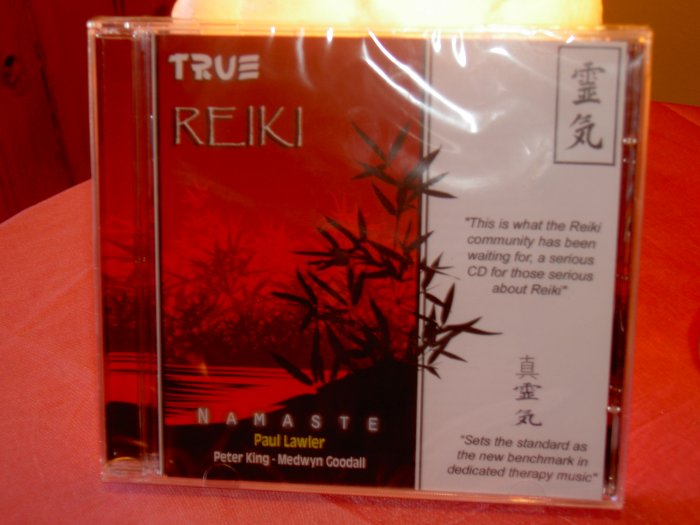 TRUE
REIKI
NAMASTE
Paul Lawler
Peter King - Medwyn Goodall
霊
気
"This is what the Reiki
community has been
waiting for, a serious
CD for those serious
about Reiki"
真
霊
気
"Sets the standard as
the new benchmark in
dedicated therapy music"